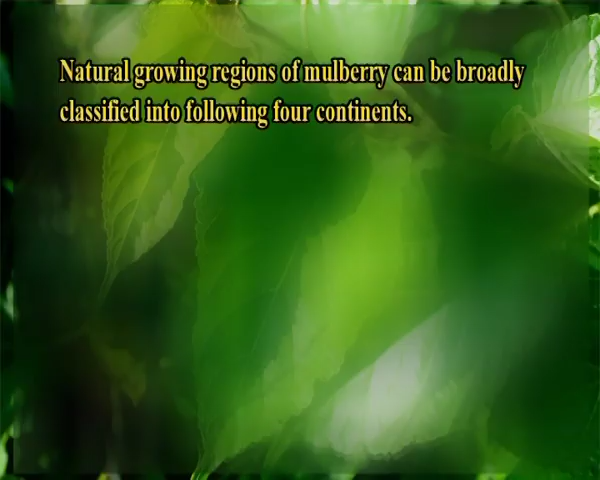 Natural growing regions of mulberry can be broadly
classified into following four continents.